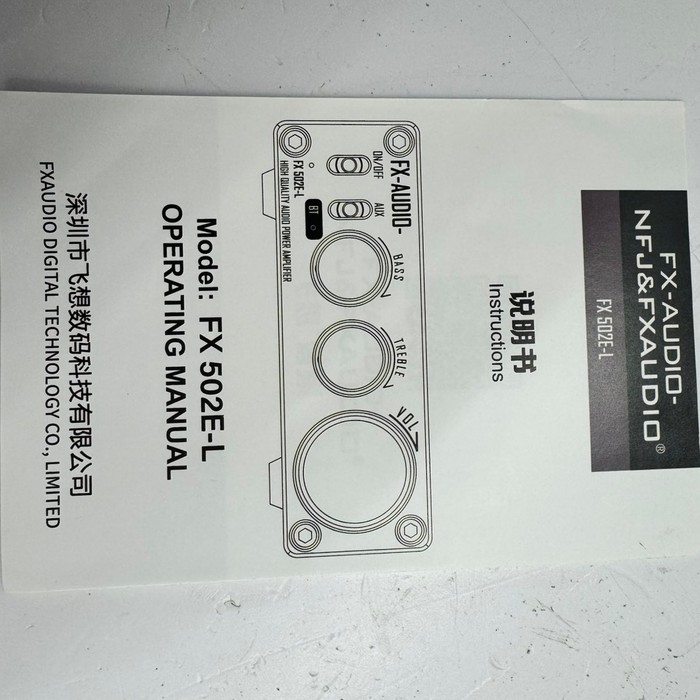 FX-AUDIO-
NFJ&FXAUDIO®
FX 502E-L
说明书
Instructions
FX-AUDIO-
ON/OFF
AUX
BASS
TREBLE
VOL
BT
FX 502E-L
HIGH QUALITY AUDIO POWER AMPLIFIER
Model: FX 502E-L
OPERATING MANUAL
深圳市飞想数码科技有限公司
FXAUDIO DIGITAL TECHNOLOGY CO., LIMITED